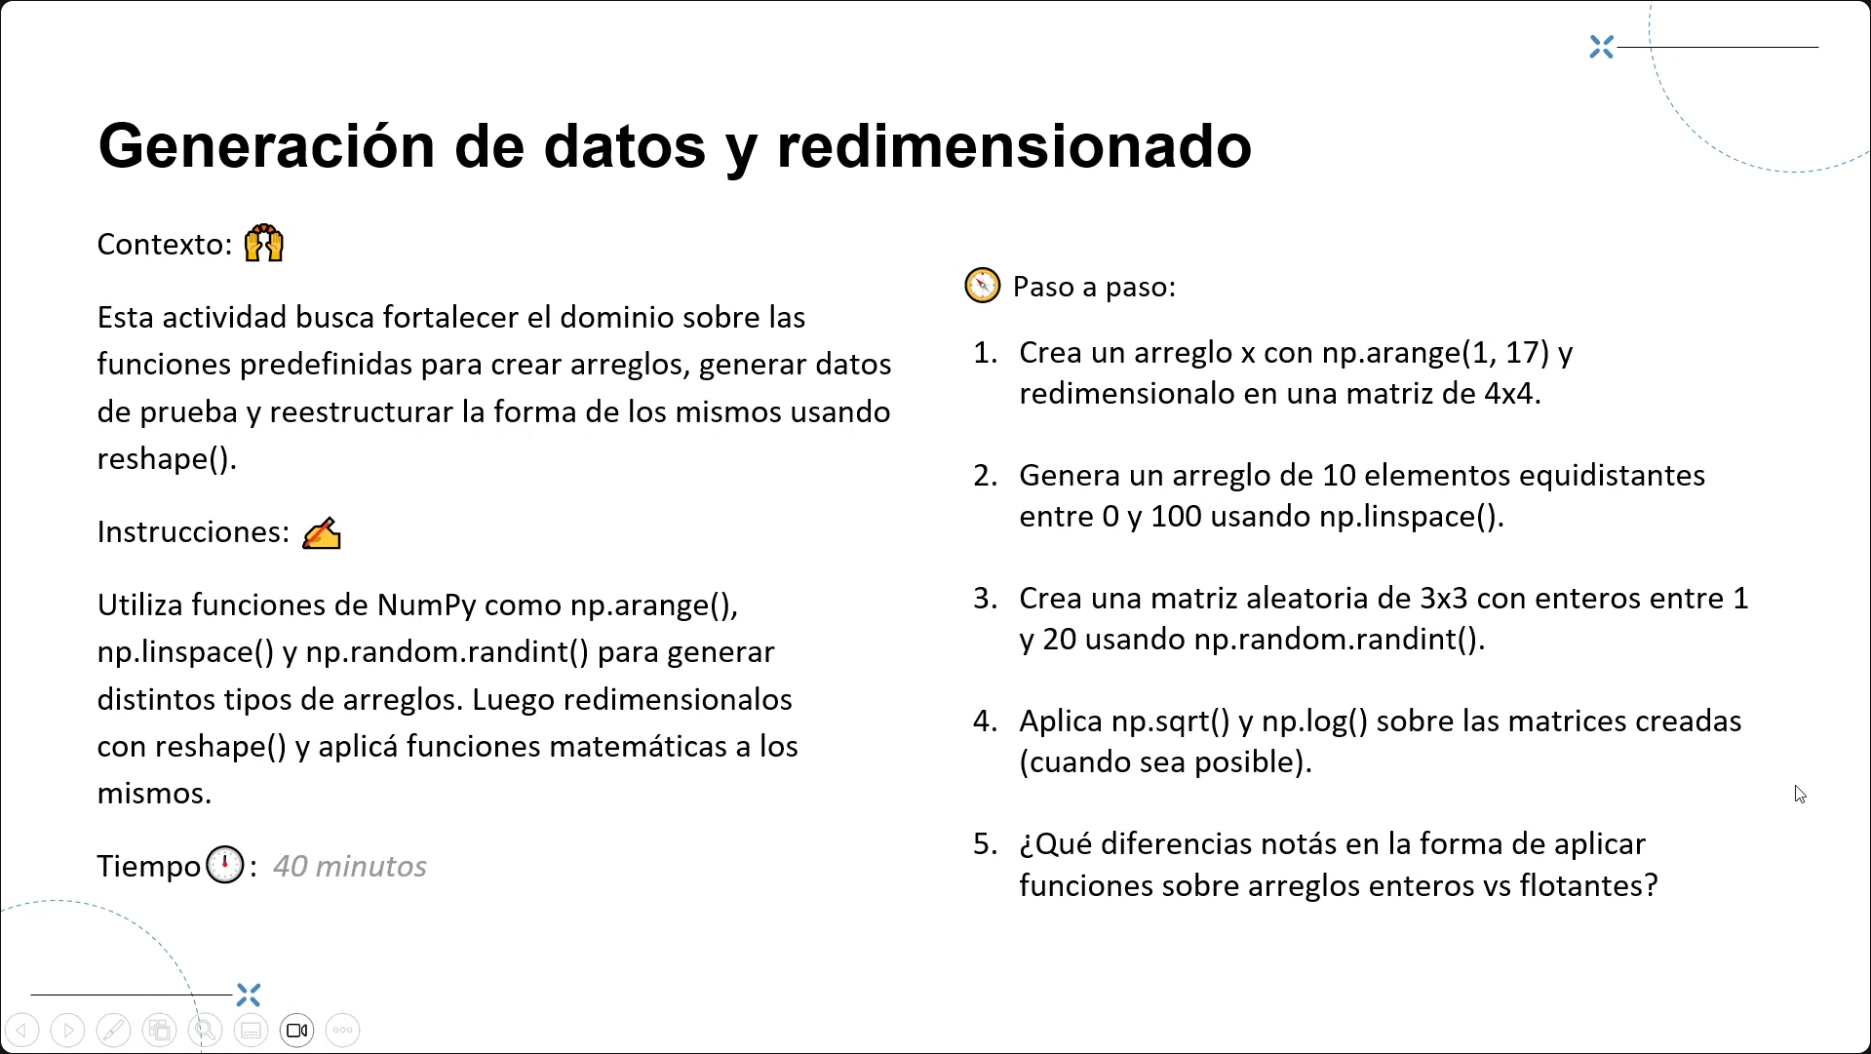 Generación de datos y redimensionado
Contexto:
Esta actividad busca fortalecer el dominio sobre las
funciones predefinidas para crear arreglos, generar datos
de prueba y reestructurar la forma de los mismos usando
reshape().
Instrucciones:
Utiliza funciones de NumPy como np.arange(),
np.linspace() y np.random.randint() para generar
distintos tipos de arreglos. Luego redimensionalos
con reshape() y aplicá funciones matemáticas a los
mismos.
Tiempo: 40 minutos
Paso a paso:
1. Crea un arreglo x con np.arange(1, 17) y
redimensionalo en una matriz de 4x4.
2. Genera un arreglo de 10 elementos equidistantes
entre 0 y 100 usando np.linspace().
3. Crea una matriz aleatoria de 3x3 con enteros entre 1
y 20 usando np.random.randint().
4. Aplica np.sqrt() y np.log() sobre las matrices creadas
(cuando sea posible).
5. ¿Qué diferencias notás en la forma de aplicar
funciones sobre arreglos enteros vs flotantes?